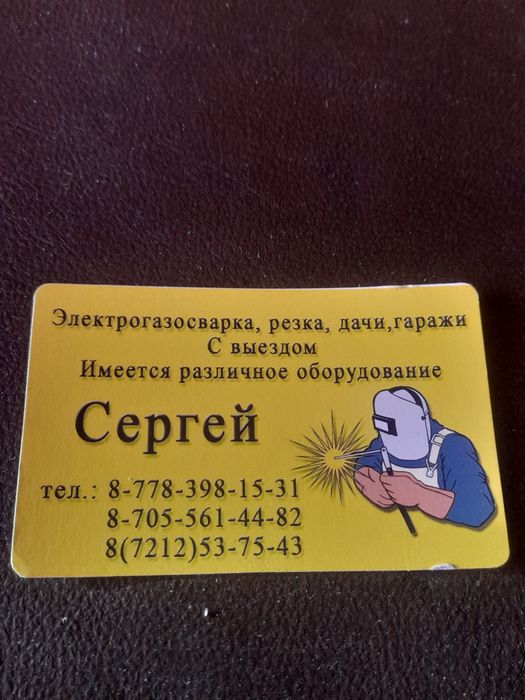 Электрогазосварка, резка, дачи,гаражи
С выездом
Имеется различное оборудование
Сергей
тел.: 8-778-398-15-31
8-705-561-44-82
8(7212)53-75-43